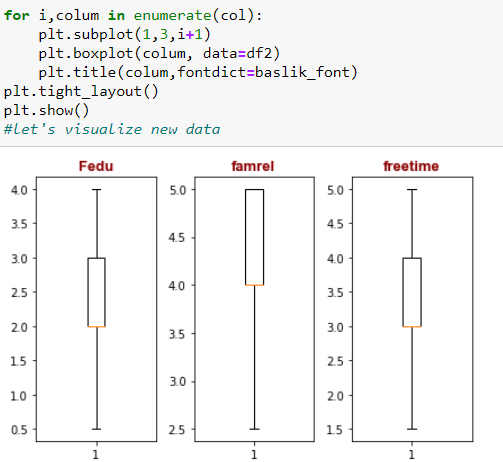 for i,colum in enumerate(col):
    plt.subplot(1,3,i+1)
    plt.boxplot(colum, data=df2)
    plt.title(colum,fontdict=baslik_font)
plt.tight_layout()
plt.show()
#let's visualize new data
Fedu famrel freetime
4.0 5.0 5.0
3.5 4.5
3.0 4.5 4.0
2.5 4.0 3.5
2.0 3.0
1.5 3.5 2.5
1.0 3.0 2.0
0.5 2.5 1.5
1 1 1